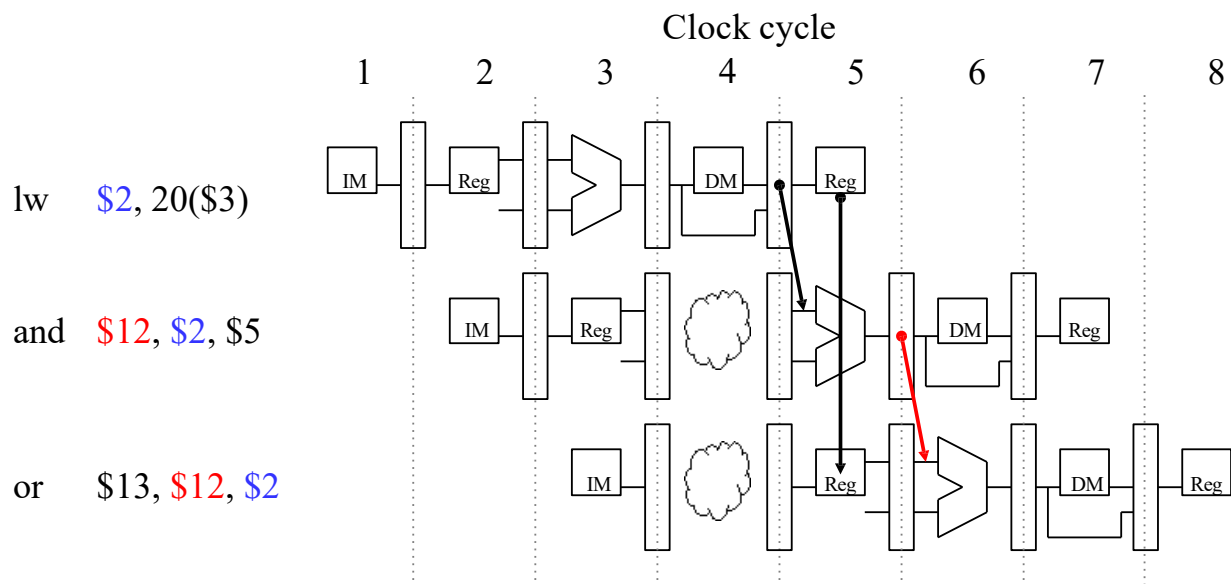 Clock cycle
1 2 3 4 5 6 7 8
lw $2, 20($3) IM Reg DM Reg
and $12, $2, $5 IM Reg DM Reg
or $13, $12, $2 IM Reg DM Reg